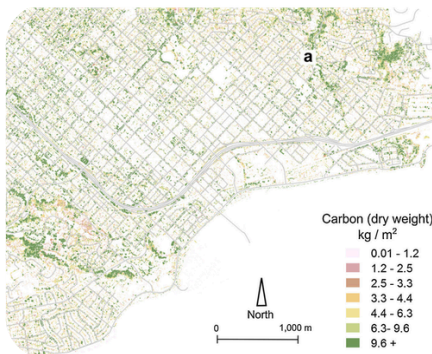 a
Carbon (dry weight)
kg / m²
0.01 - 1.2
1.2 - 2.5
2.5 - 3.3
3.3 - 4.4
4.4 - 6.3
6.3- 9.6
9.6 +
North
0 1,000 m